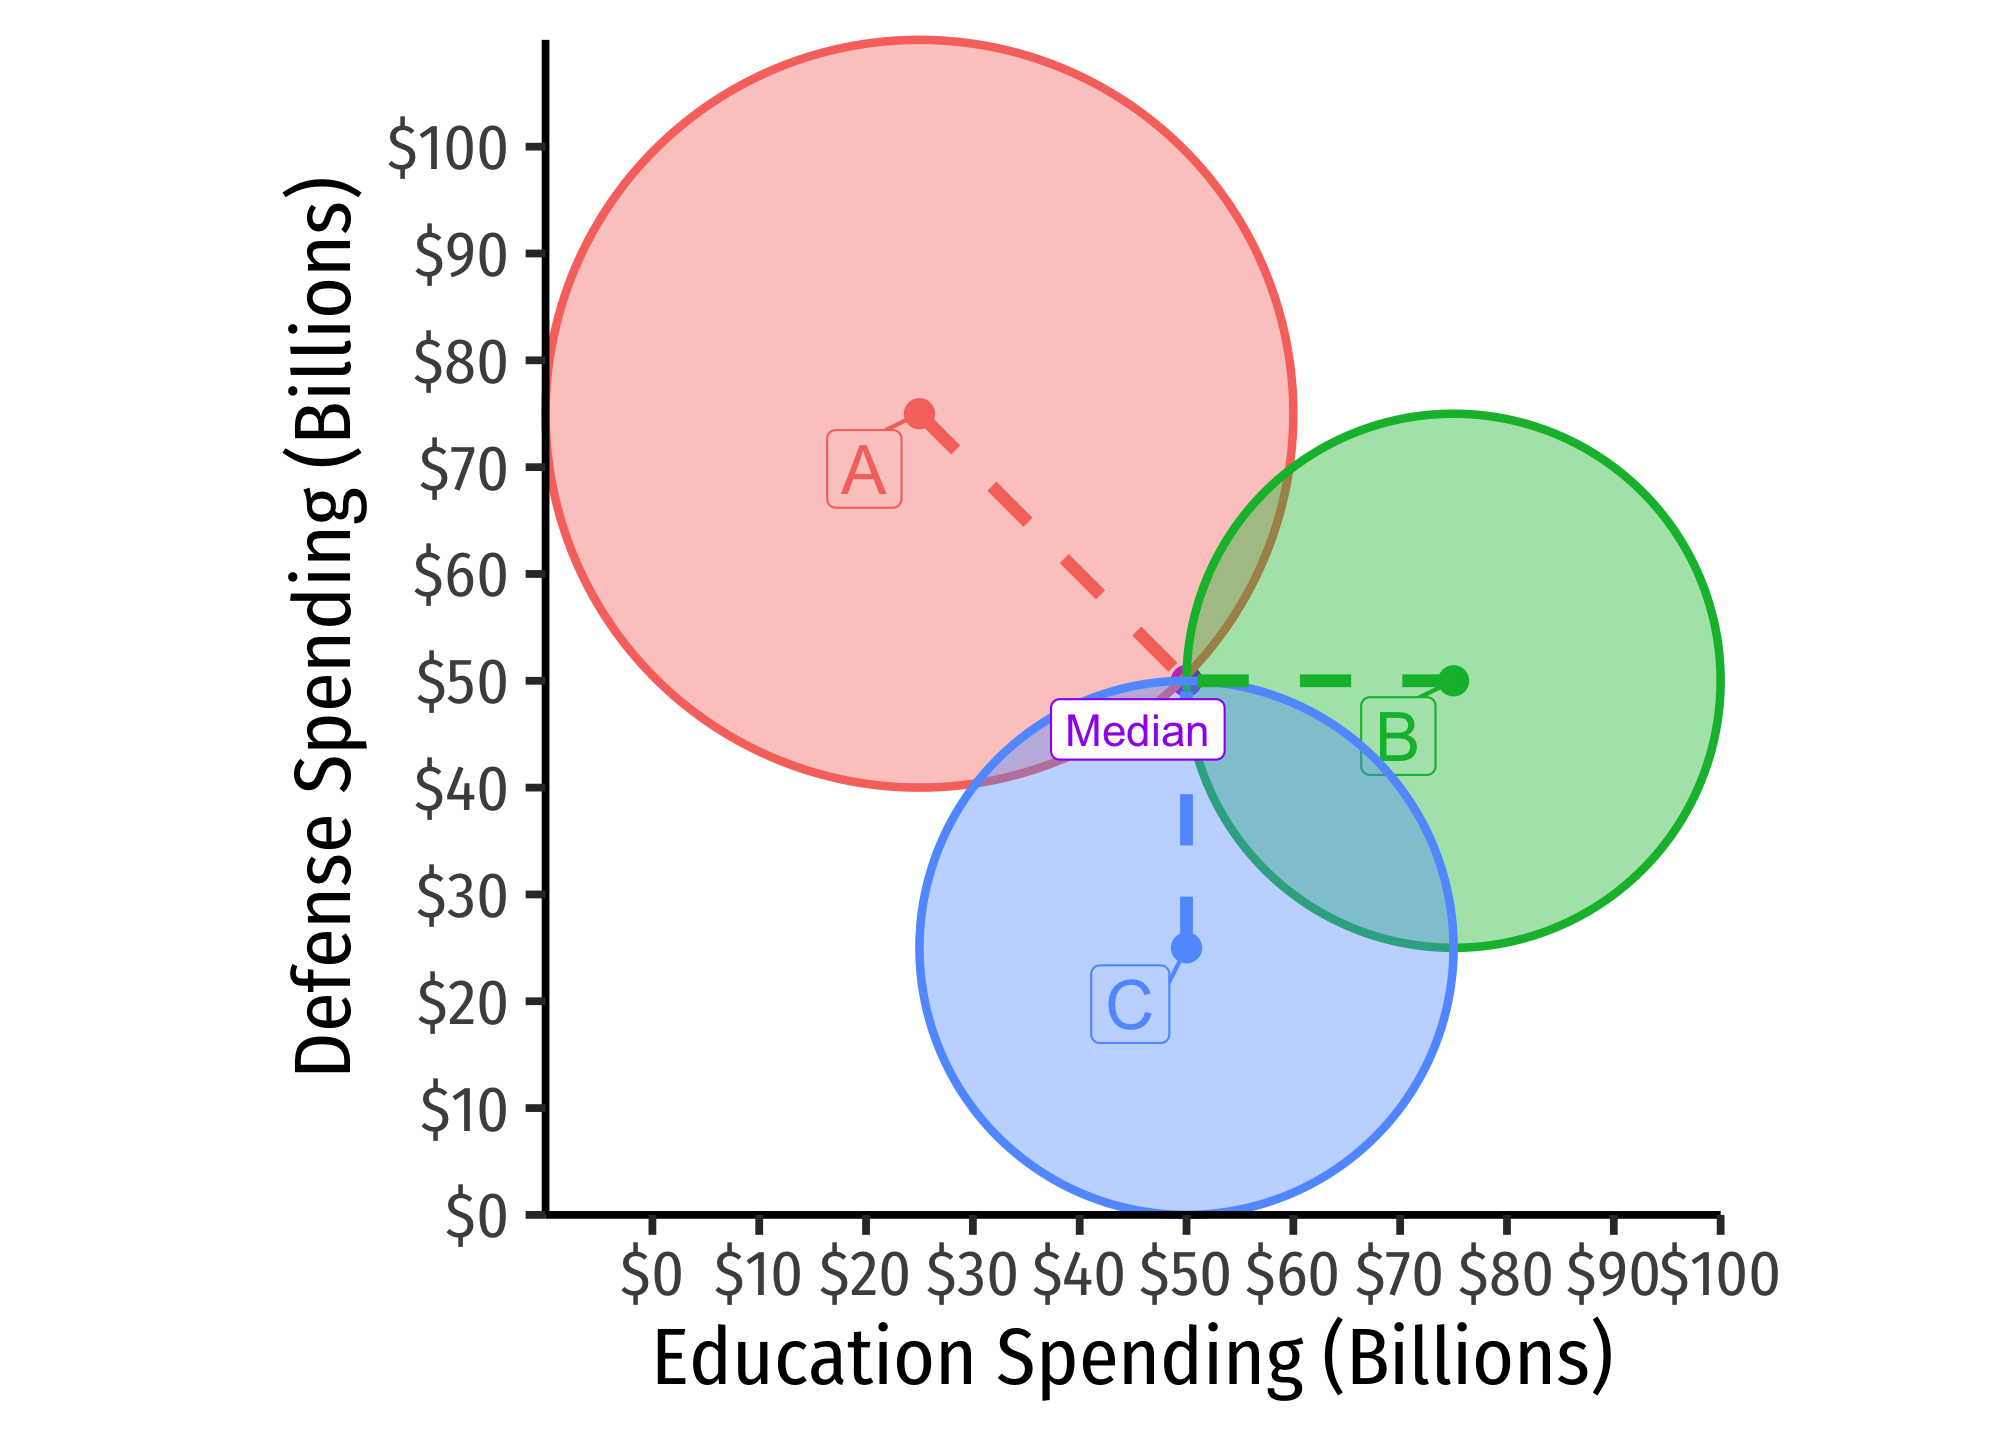 Defense Spending (Billions)
$100
$90
$80
$70
$60
$50
$40
$30
$20
$10
$0
A
Median
B
C
$0 $10 $20 $30 $40 $50 $60 $70 $80 $90 $100
Education Spending (Billions)